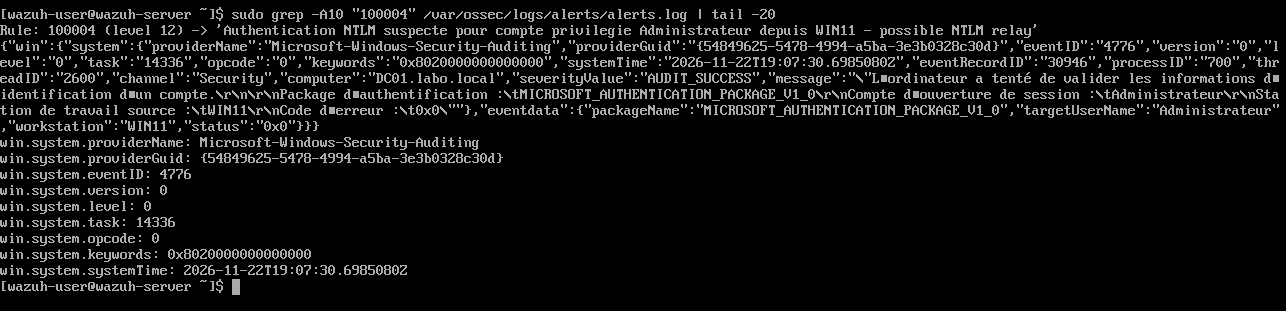 [wazuh-user@wazuh-server ~]$ sudo grep -A10 "100004" /var/ossec/logs/alerts/alerts.log | tail -20
Rule: 100004 (level 12) -> 'Authentication NTLM suspecte pour compte privilegie Administrateur depuis WIN11 - possible NTLM relay'
{"win":{"system":{"providerName":"Microsoft-Windows-Security-Auditing","providerGuid":"{54849625-5478-4994-a5ba-3e3b0328c30d}","eventID":"4776","version":"0","l
evel":"0","task":"14336","opcode":"0","keywords":"0x8020000000000000","systemTime":"2026-11-22T19:07:30.6985080Z","eventRecordID":"30946","processID":"700","thr
eadID":"2600","channel":"Security","computer":"DC01.labo.local","severityValue":"AUDIT_SUCCESS","message":"\"L■ordinateur a tenté de valider les informations d■
identification d■un compte.\r\n\r\nPackage d■authentification :\tMICROSOFT_AUTHENTICATION_PACKAGE_V1_0\r\nCompte d■ouverture de session :\tAdministrateur\r\nSta
tion de travail source :\tWIN11\r\nCode d■erreur :\t0x0\""},"eventdata":{"packageName":"MICROSOFT_AUTHENTICATION_PACKAGE_V1_0","targetUserName":"Administrateur"
,"workstation":"WIN11","status":"0x0"}}}
win.system.providerName: Microsoft-Windows-Security-Auditing
win.system.providerGuid: {54849625-5478-4994-a5ba-3e3b0328c30d}
win.system.eventID: 4776
win.system.version: 0
win.system.level: 0
win.system.task: 14336
win.system.opcode: 0
win.system.keywords: 0x8020000000000000
win.system.systemTime: 2026-11-22T19:07:30.6985080Z
[wazuh-user@wazuh-server ~]$